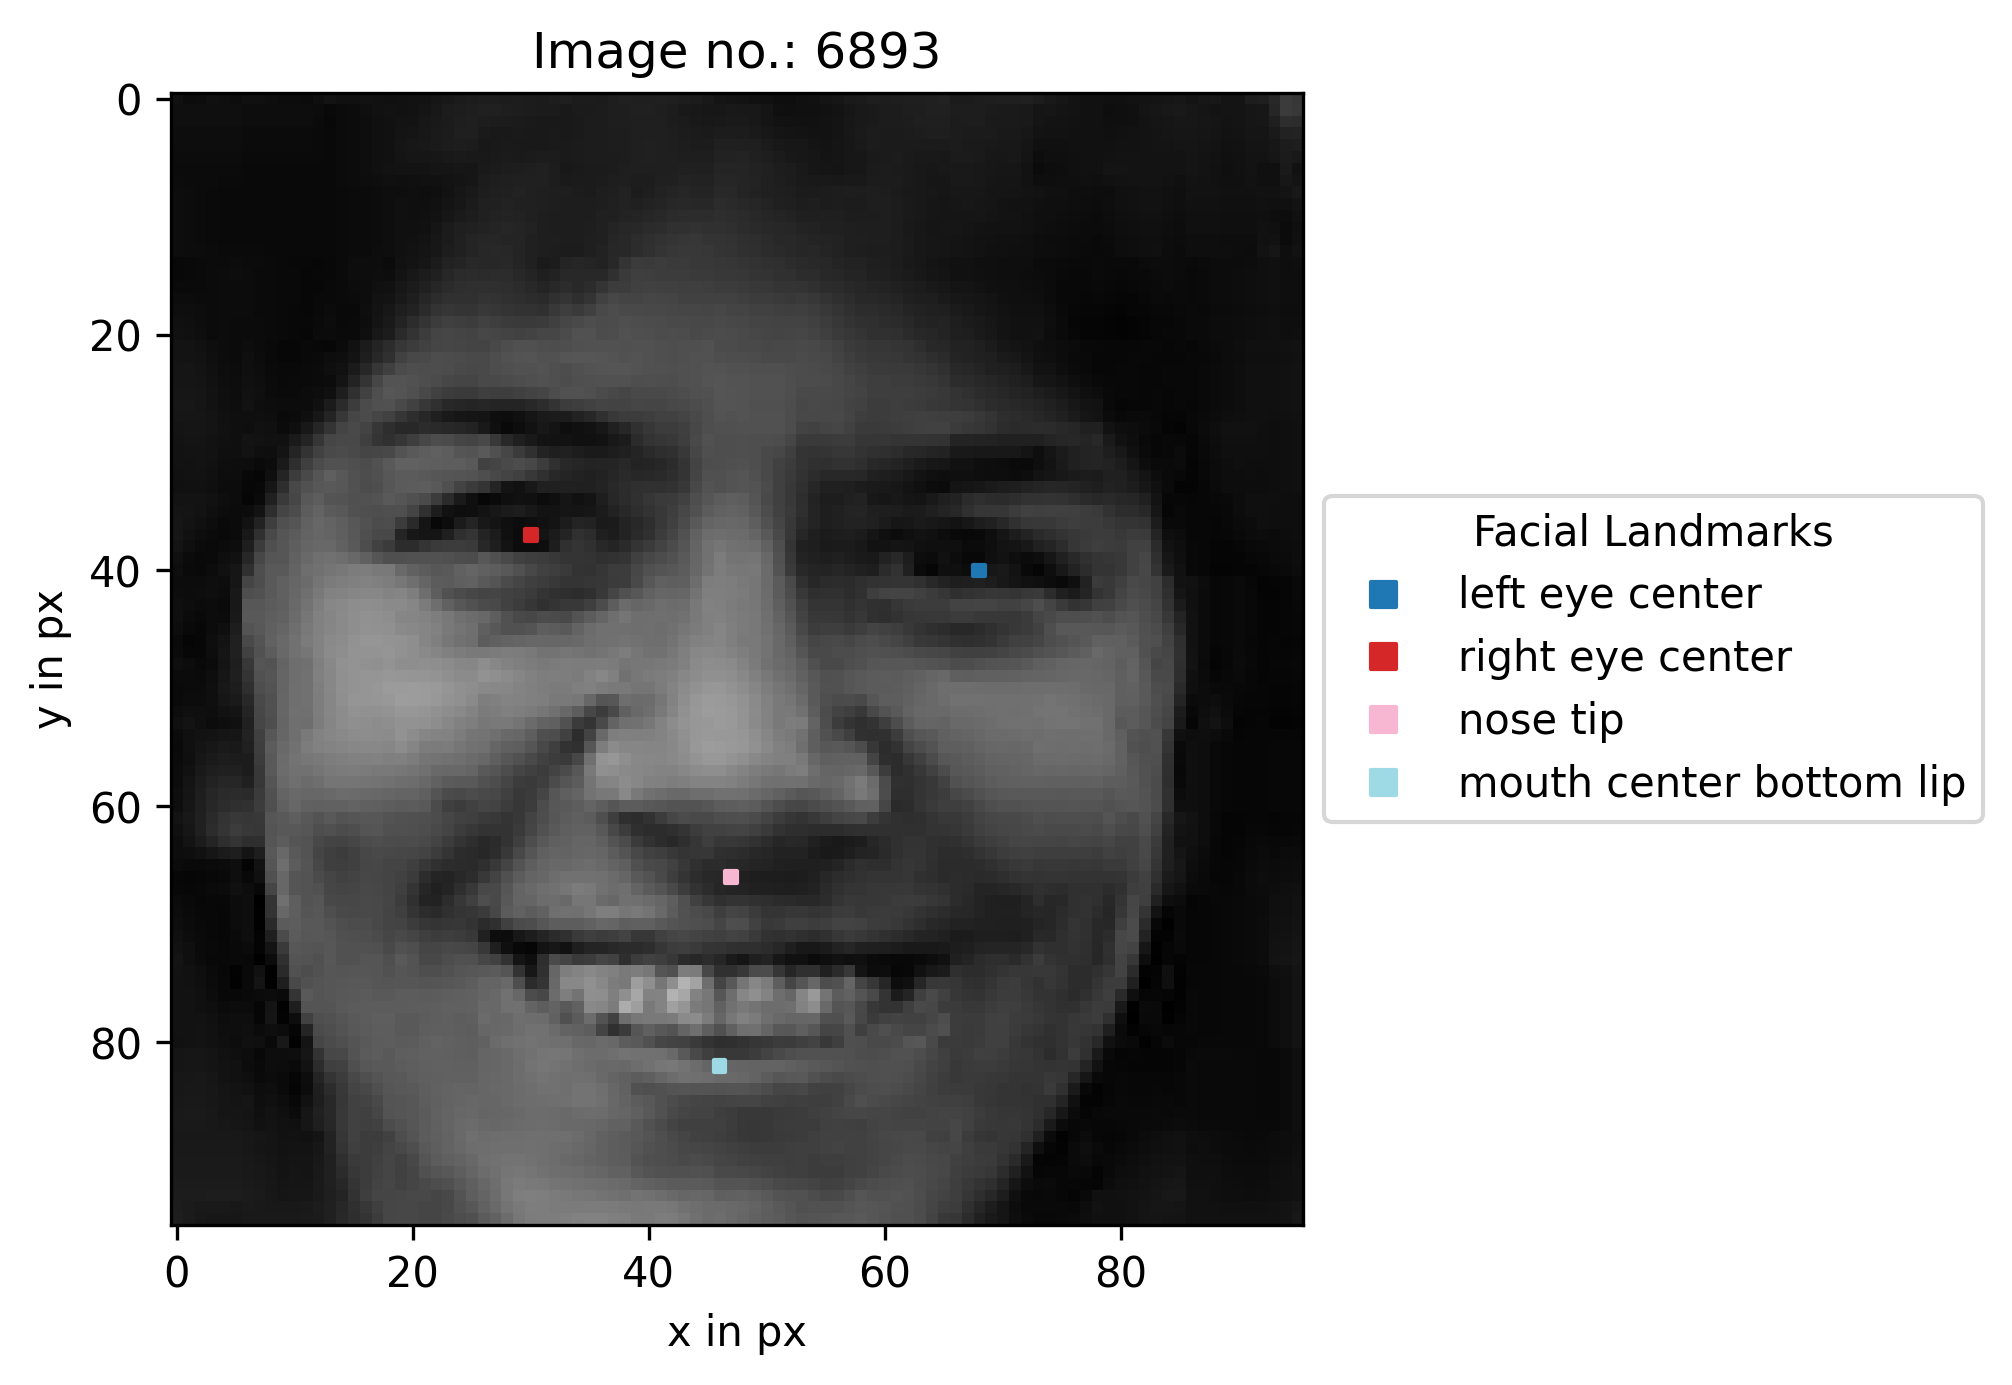 Image no.: 6893
0
20
40
60
80
y in px
0 20 40 60 80
x in px
Facial Landmarks
left eye center
right eye center
nose tip
mouth center bottom lip